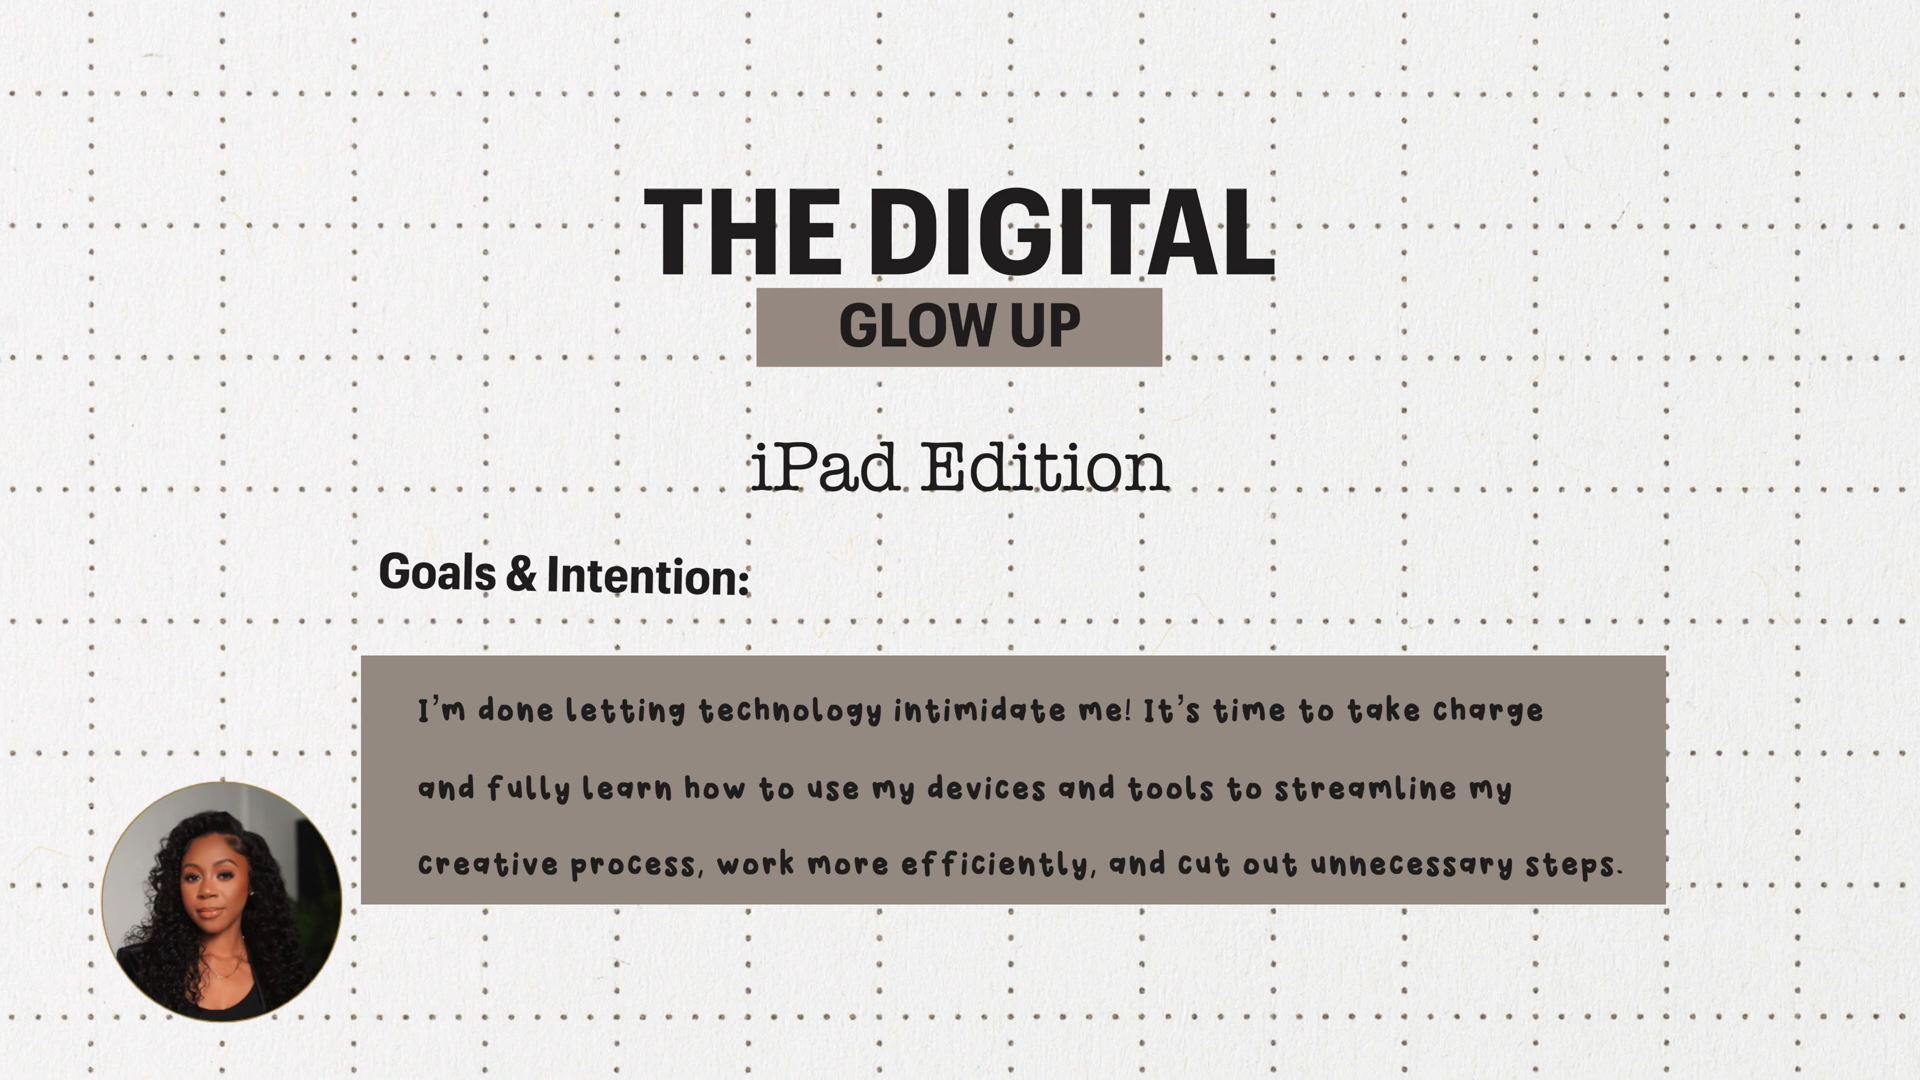 THE DIGITAL
GLOW UP
iPad Edition
Goals & Intention:
I’m done letting technology intimidate me! It’s time to take charge
and fully learn how to use my devices and tools to streamline my
creative process, work more efficiently, and cut out unnecessary steps.